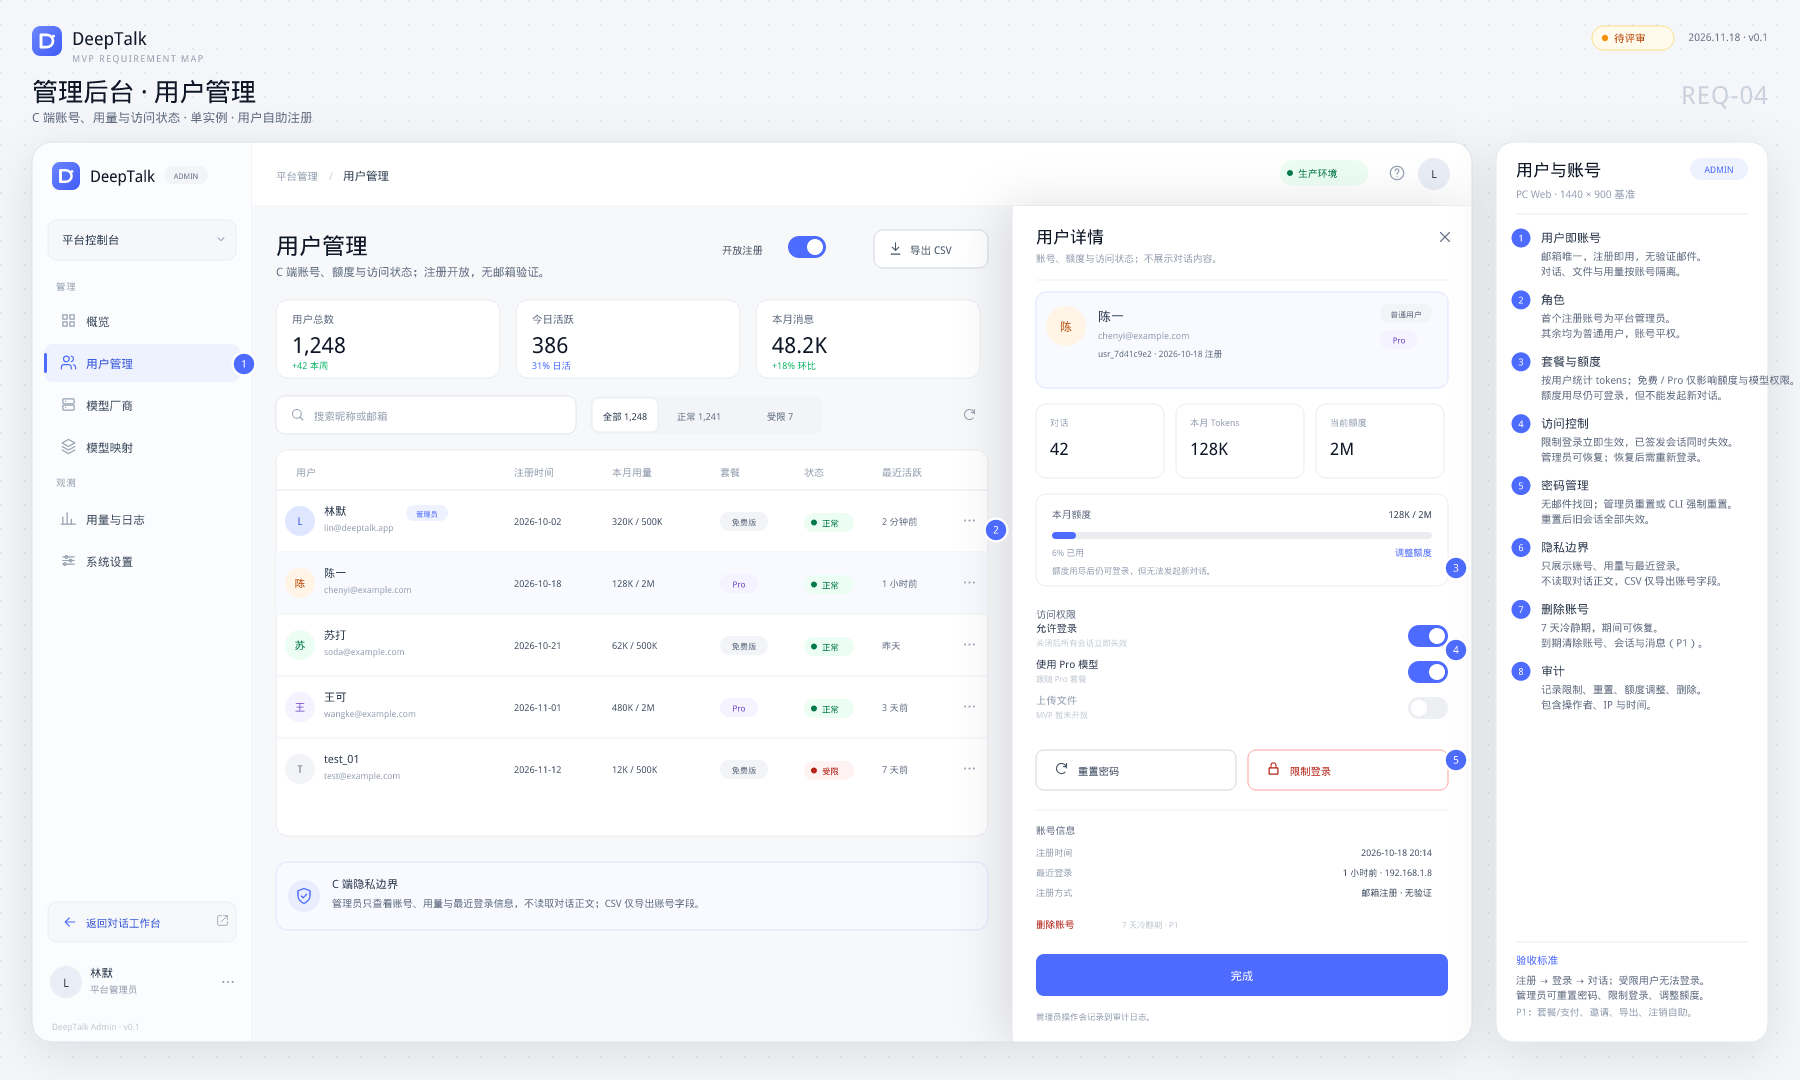 DeepTalk
MVP REQUIREMENT MAP
待评审
2026.11.18 · v0.1
管理后台 · 用户管理
C 端账号、用量与访问状态 · 单实例 · 用户自助注册
REQ-04
DeepTalk
ADMIN
平台控制台
管理
概览
用户管理
1
模型厂商
模型映射
观测
用量与日志
系统设置
返回对话工作台
L
林默
平台管理员
DeepTalk Admin · v0.1
平台管理 / 用户管理
生产环境
L
用户管理
C 端账号、额度与访问状态；注册开放，无邮箱验证。
开放注册
导出 CSV
用户总数
1,248
+42 本周
今日活跃
386
31% 日活
本月消息
48.2K
+18% 环比
搜索昵称或邮箱
全部 1,248
正常 1,241
受限 7
用户 注册时间 本月用量 套餐 状态 最近活跃
L 林默 管理员
lin@deeptalk.app
2026-10-02 320K / 500K 免费版 正常 2 分钟前
2
陈 陈一
chenyi@example.com
2026-10-18 128K / 2M Pro 正常 1 小时前
苏 苏打
soda@example.com
2026-10-21 62K / 500K 免费版 正常 昨天
王 王可
wangke@example.com
2026-11-01 480K / 2M Pro 正常 3 天前
T test_01
test@example.com
2026-11-12 12K / 500K 免费版 受限 7 天前
C 端隐私边界
管理员只查看账号、用量与最近登录信息，不读取对话正文；CSV 仅导出账号字段。
用户详情
账号、额度与访问状态；不展示对话内容。
陈
陈一
chenyi@example.com
usr_7d41c9e2 · 2026-10-18 注册
普通用户
Pro
对话
42
本月 Tokens
128K
当前额度
2M
本月额度
128K / 2M
6% 已用
调整额度
额度用尽后仍可登录，但无法发起新对话。
3
访问权限
允许登录
关闭后所有会话立即失效
4
使用 Pro 模型
跟随 Pro 套餐
上传文件
MVP 暂未开放
重置密码
限制登录
5
账号信息
注册时间 2026-10-18 20:14
最近登录 1 小时前 · 192.168.1.8
注册方式 邮箱注册 · 无验证
删除账号 7 天冷静期 · P1
完成
管理员操作会记录到审计日志。
用户与账号
ADMIN
PC Web · 1440 × 900 基准
1 用户即账号
邮箱唯一，注册即用，无验证邮件。
对话、文件与用量按账号隔离。
2 角色
首个注册账号为平台管理员。
其余均为普通用户，账号平权。
3 套餐与额度
按用户统计 tokens；免费 / Pro 仅影响额度与模型权限。
额度用尽仍可登录，但不能发起新对话。
4 访问控制
限制登录立即生效，已签发会话同时失效。
管理员可恢复；恢复后需重新登录。
5 密码管理
无邮件找回；管理员重置或 CLI 强制重置。
重置后旧会话全部失效。
6 隐私边界
只展示账号、用量与最近登录。
不读取对话正文，CSV 仅导出账号字段。
7 删除账号
7 天冷静期，期间可恢复。
到期清除账号、会话与消息（P1）。
8 审计
记录限制、重置、额度调整、删除。
包含操作者、IP 与时间。
验收标准
注册 → 登录 → 对话；受限用户无法登录。
管理员可重置密码、限制登录、调整额度。
P1：套餐/支付、邀请、导出、注销自助。